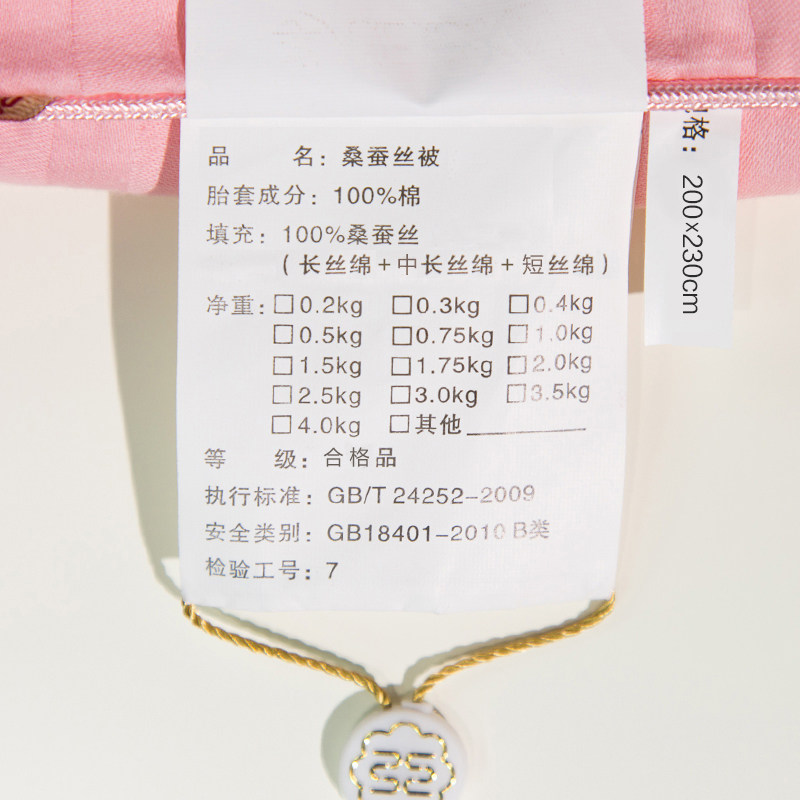 品 名：桑蚕丝被
胎套成分：100%棉
填充：100%桑蚕丝
（长丝绵+中长丝绵+短丝绵）
净重：□0.2kg □0.3kg □0.4kg
□0.5kg □0.75kg □1.0kg
□1.5kg □1.75kg □2.0kg
□2.5kg □3.0kg □3.5kg
□4.0kg □其他
等 级：合格品
执行标准：GB/T 24252-2009
安全类别：GB18401-2010 B类
检验工号：7
格：200x230cm